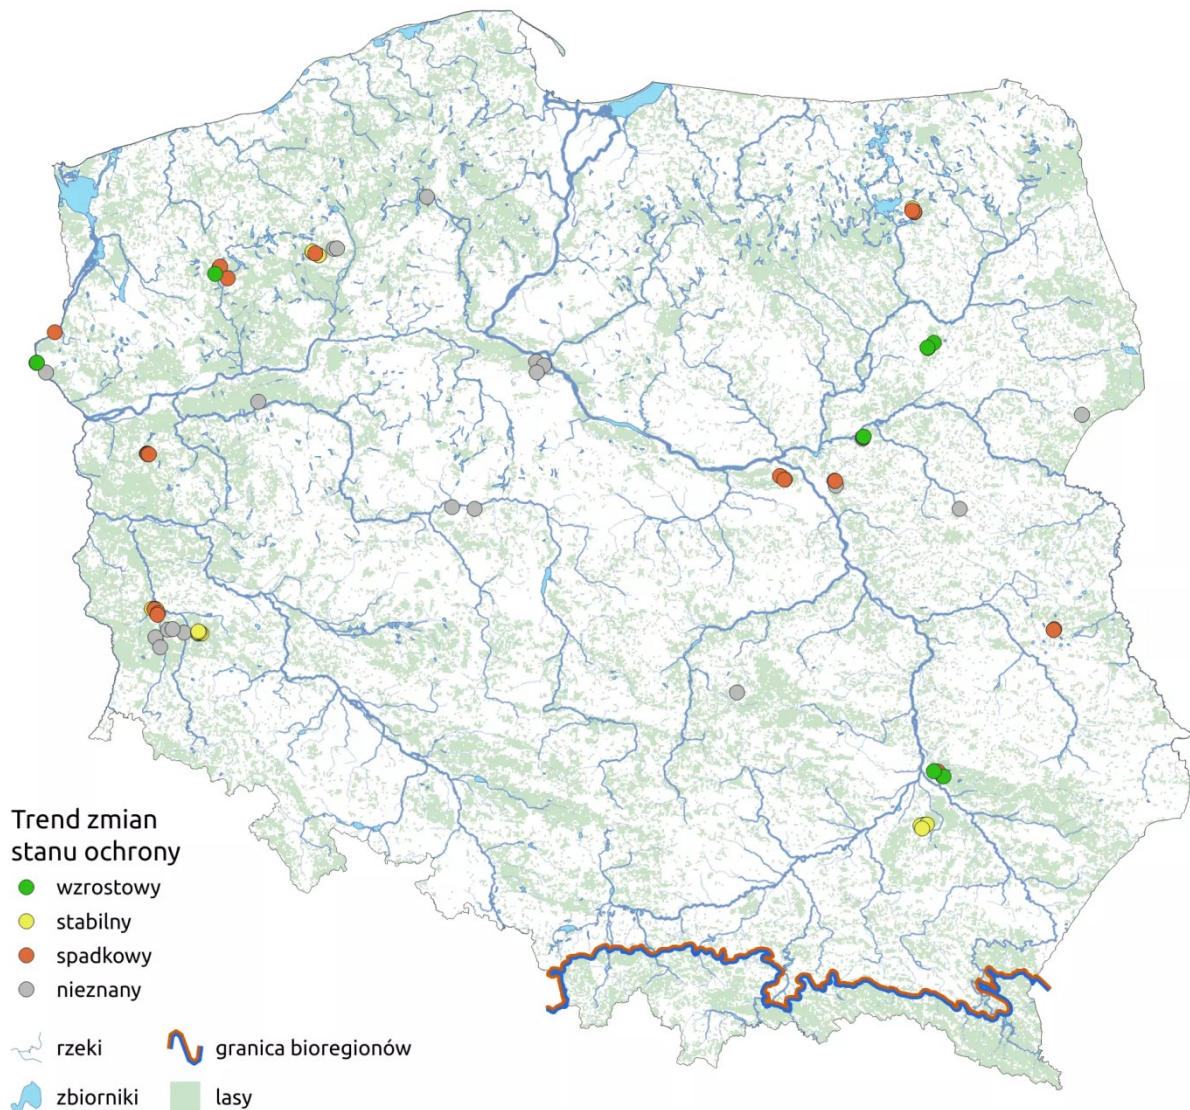 Trend zmian
stanu ochrony
wzrostowy
stabilny
spadkowy
nieznany
rzeki
granica bioregionów
zbiorniki
lasy